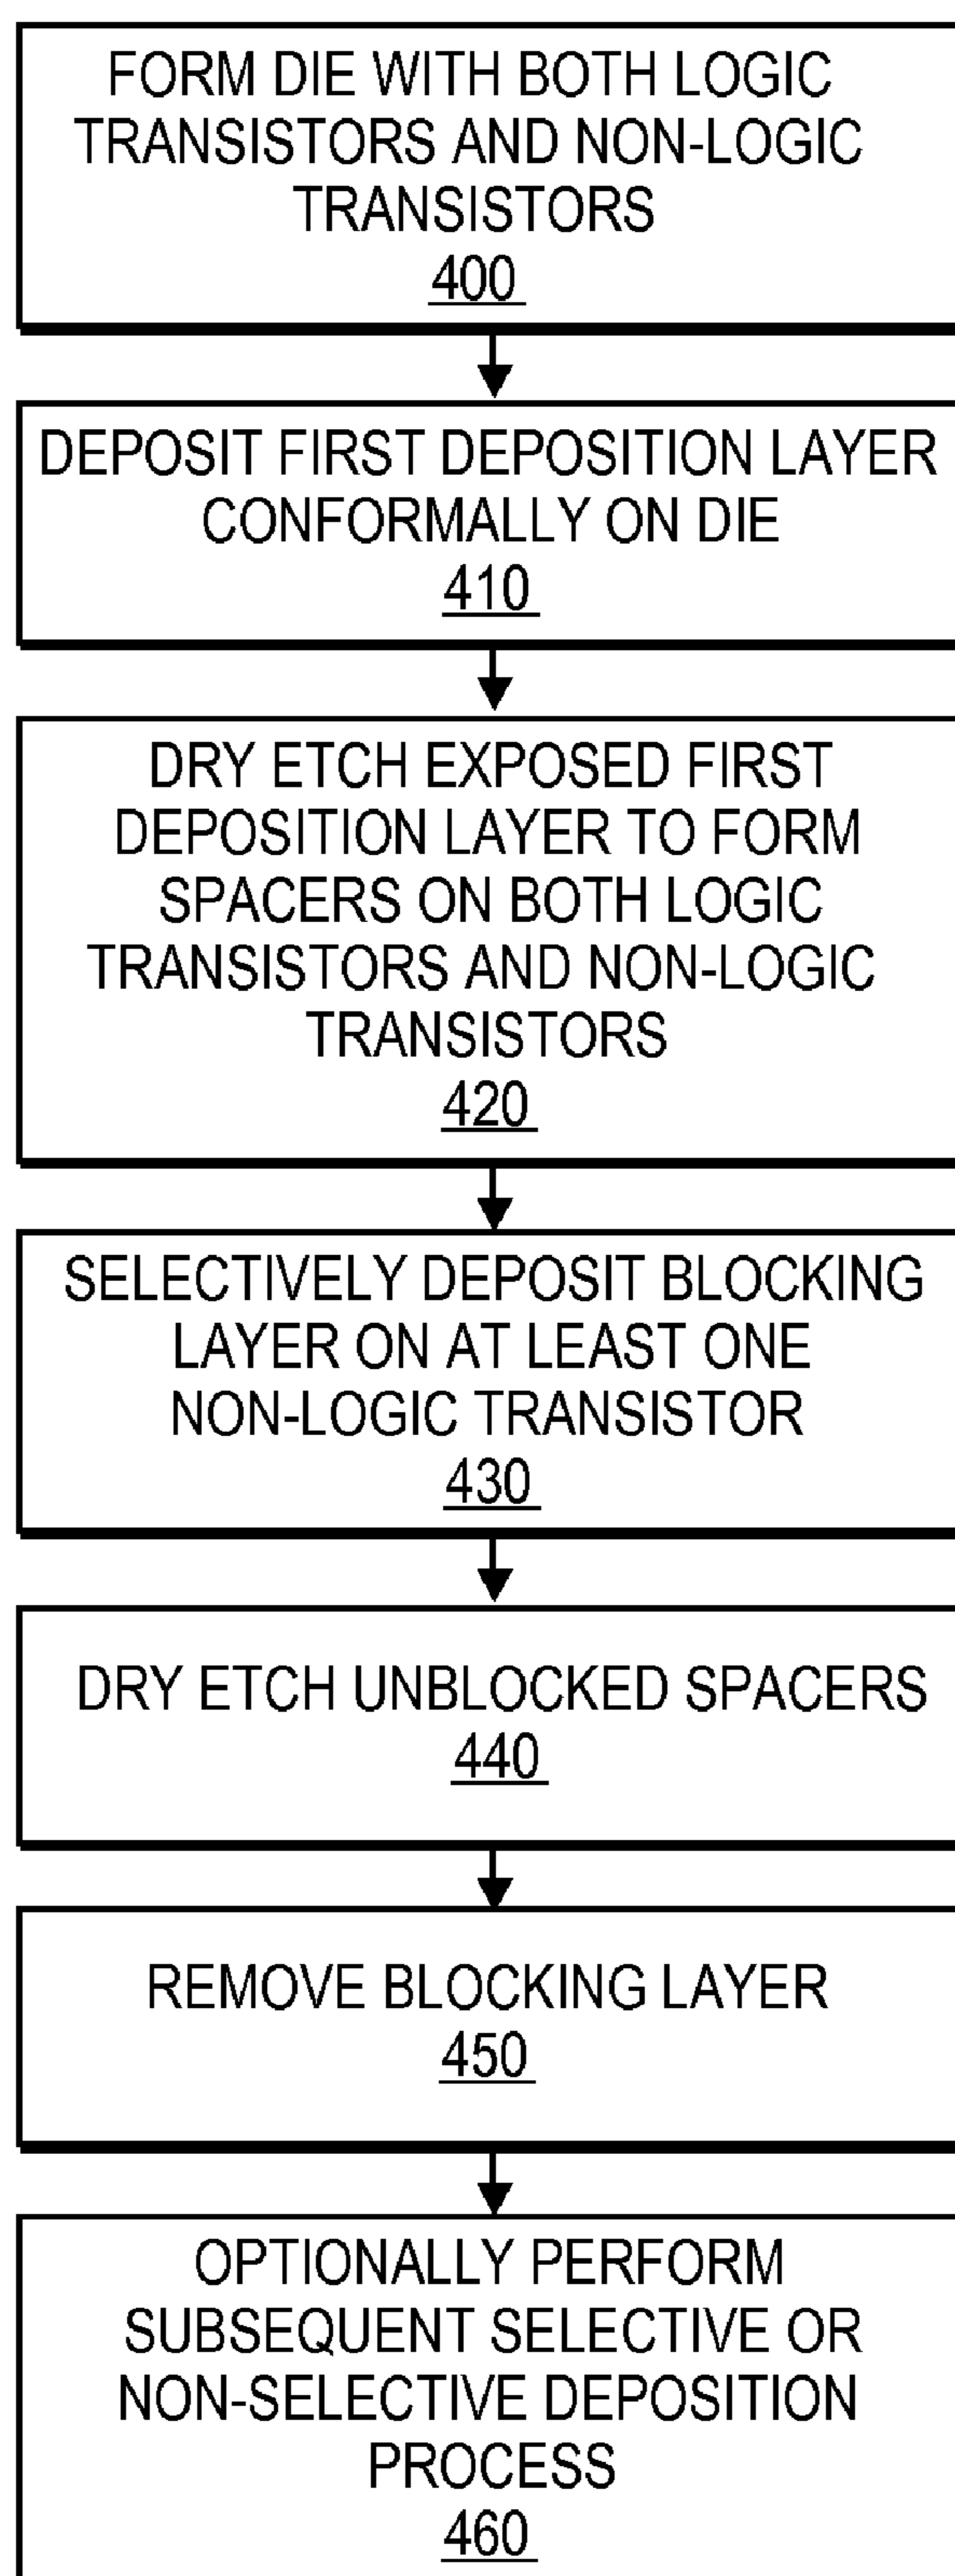 FORM DIE WITH BOTH LOGIC
TRANSISTORS AND NON-LOGIC
TRANSISTORS
400
DEPOSIT FIRST DEPOSITION LAYER
CONFORMALLY ON DIE
410
DRY ETCH EXPOSED FIRST
DEPOSITION LAYER TO FORM
SPACERS ON BOTH LOGIC
TRANSISTORS AND NON-LOGIC
TRANSISTORS
420
SELECTIVELY DEPOSIT BLOCKING
LAYER ON AT LEAST ONE
NON-LOGIC TRANSISTOR
430
DRY ETCH UNBLOCKED SPACERS
440
REMOVE BLOCKING LAYER
450
OPTIONALLY PERFORM
SUBSEQUENT SELECTIVE OR
NON-SELECTIVE DEPOSITION
PROCESS
460